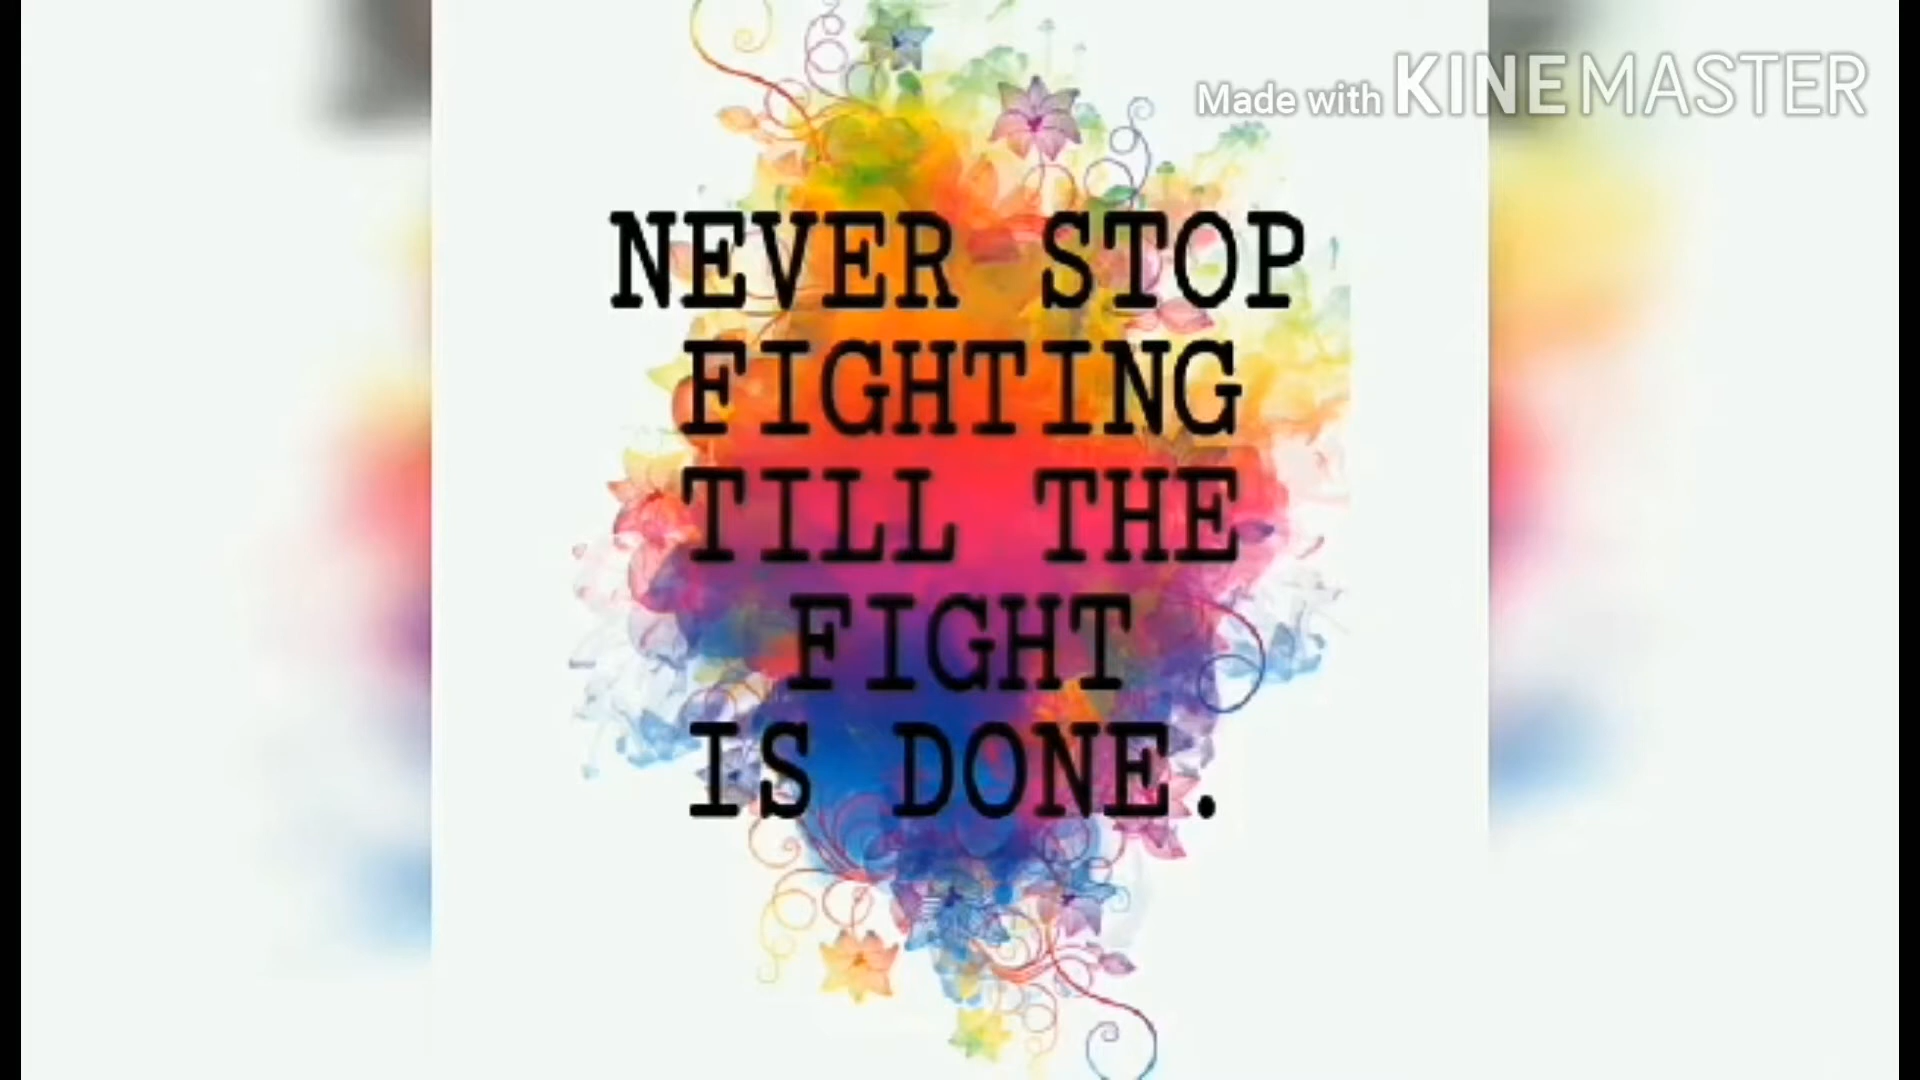 Made with KINEMASTER
NEVER STOP
FIGHTING
TILL THE
FIGHT
IS DONE.